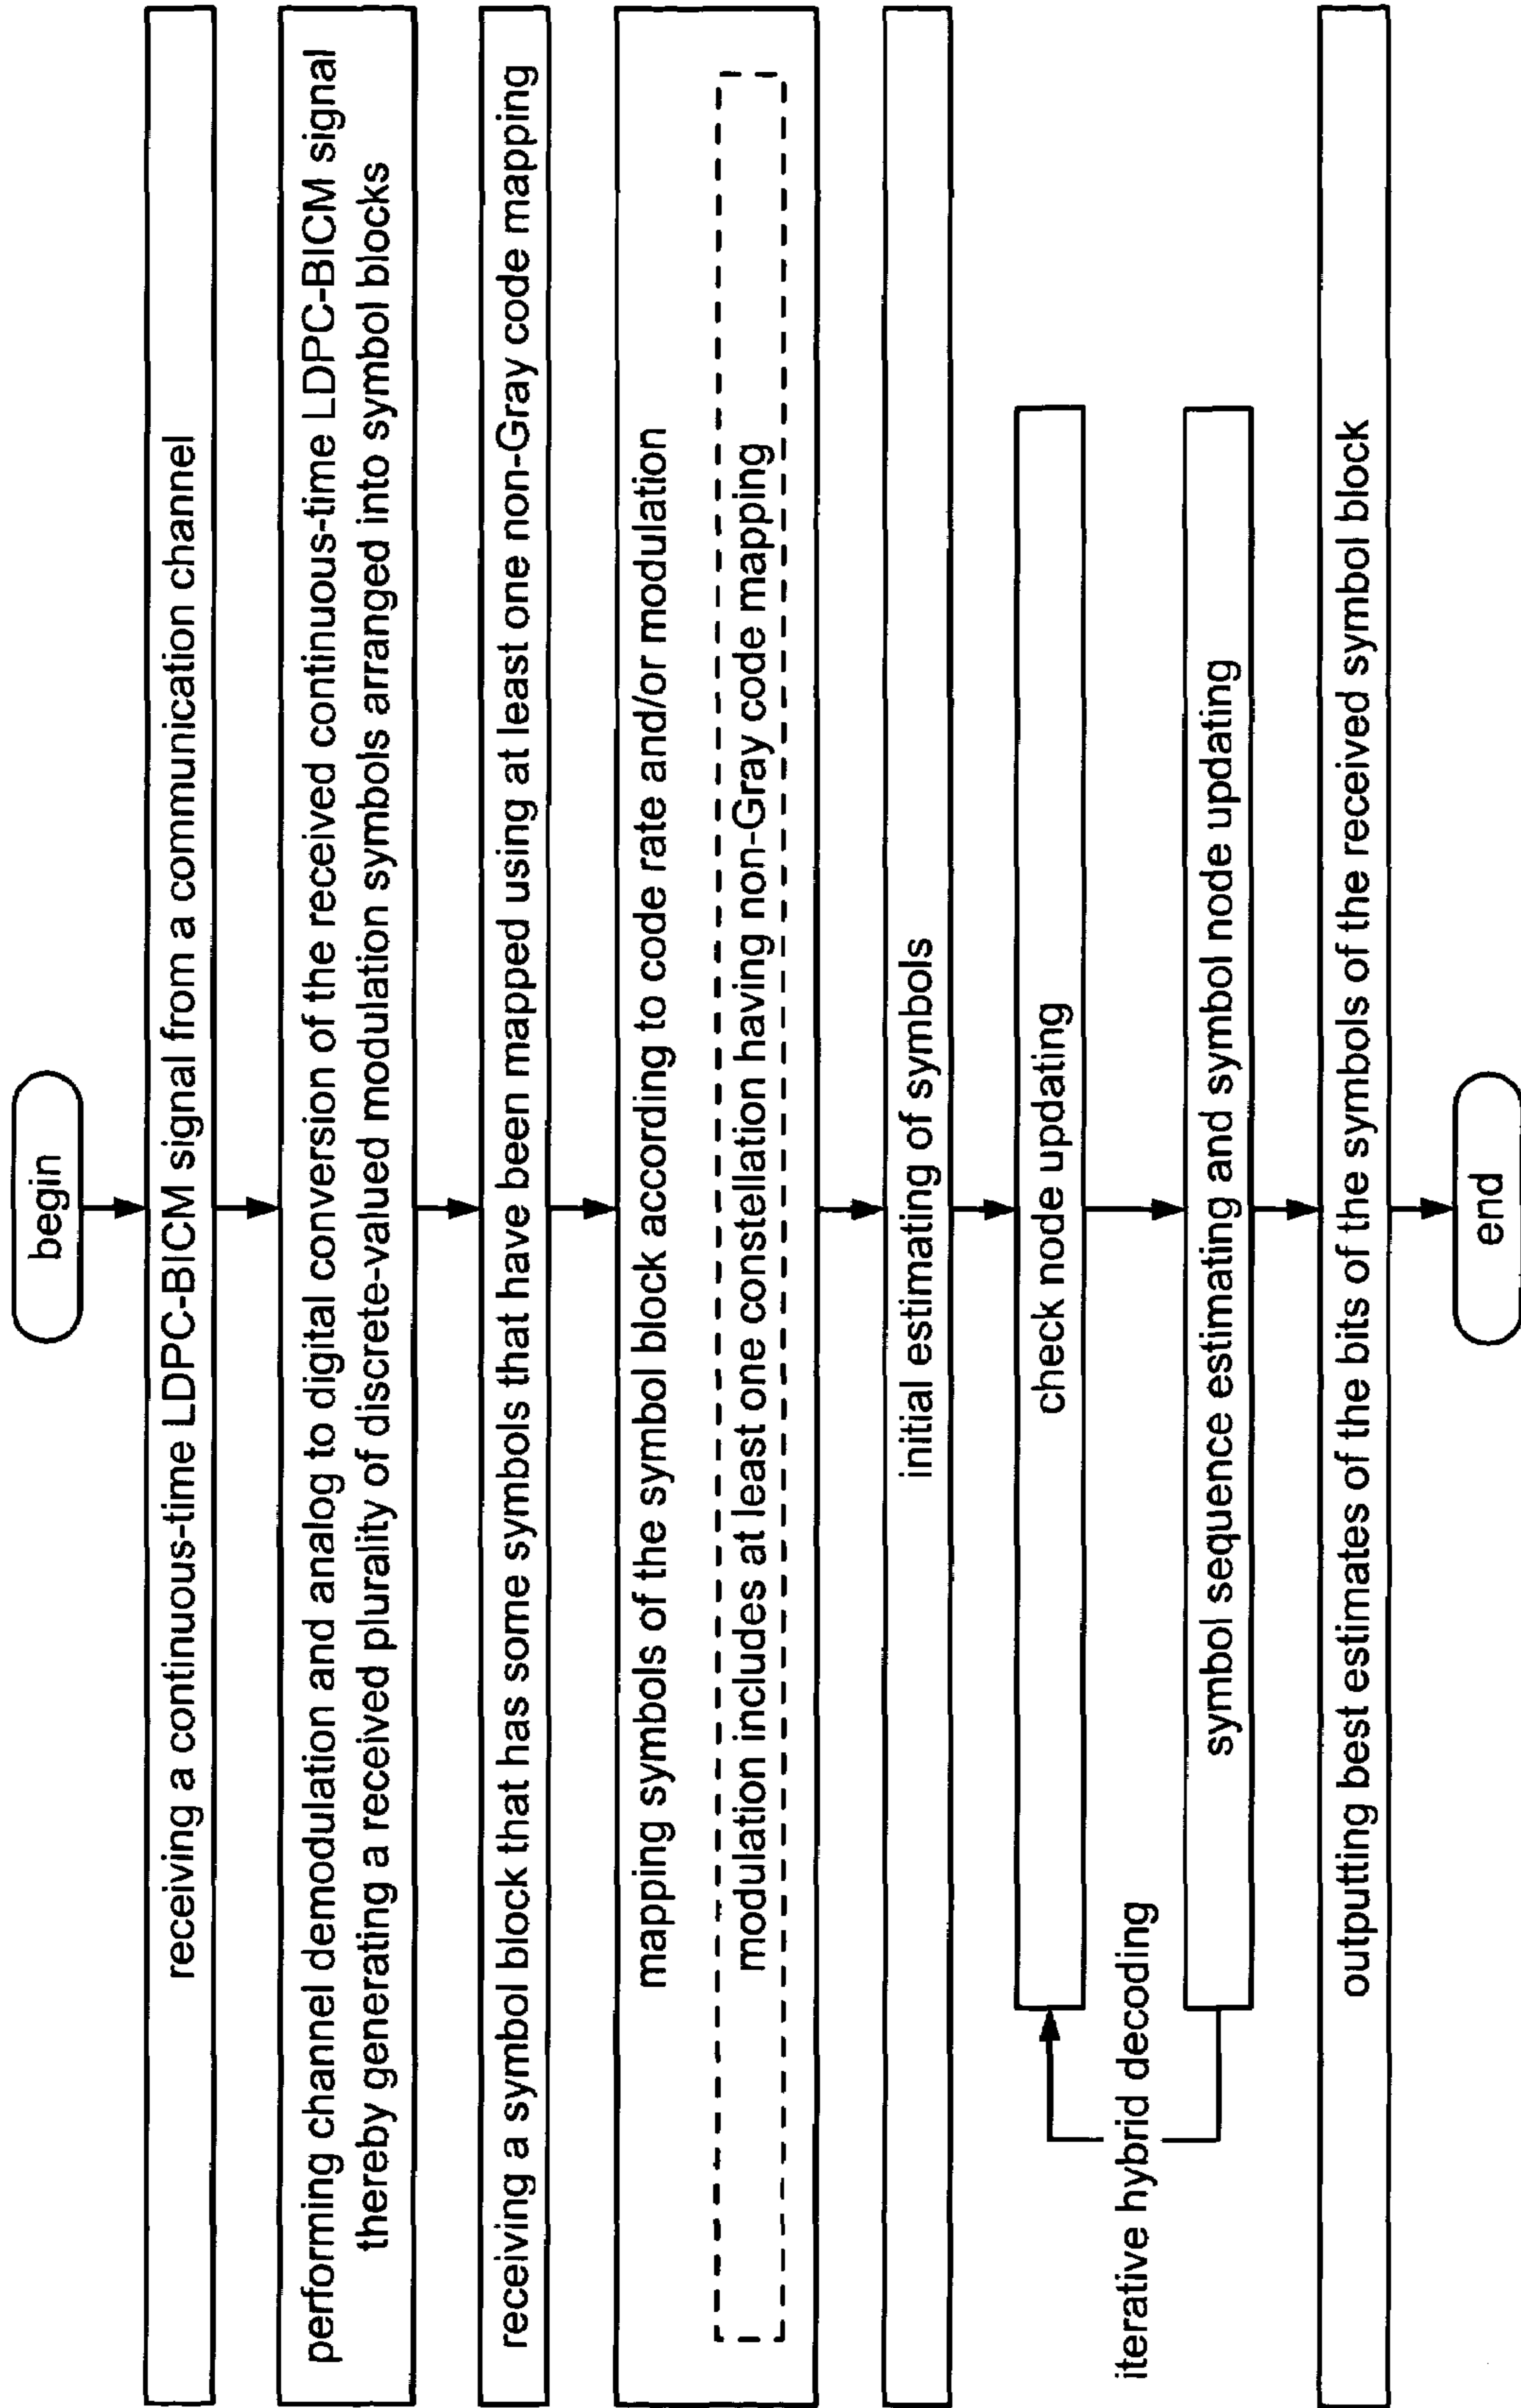 begin
receiving a continuous-time LDPC-BICM signal from a communication channel
performing channel demodulation and analog to digital conversion of the received continuous-time LDPC-BICM signal
thereby generating a received plurality of discrete-valued modulation symbols arranged into symbol blocks
receiving a symbol block that has some symbols that have been mapped using at least one non-Gray code mapping
mapping symbols of the symbol block according to code rate and/or modulation
modulation includes at least one constellation having non-Gray code mapping
initial estimating of symbols
check node updating
iterative hybrid decoding
symbol sequence estimating and symbol node updating
outputting best estimates of the bits of the symbols of the received symbol block
end